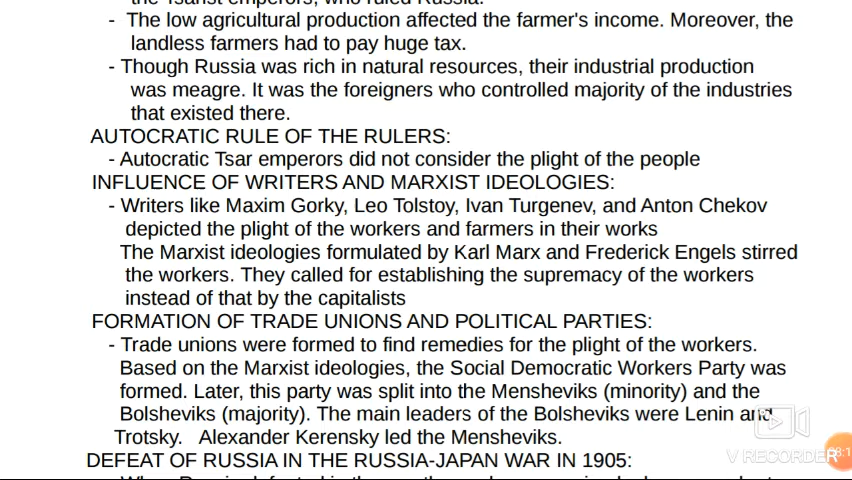 the Tsarist emperors, who ruled Russia.
- The low agricultural production affected the farmer's income. Moreover, the
landless farmers had to pay huge tax.
- Though Russia was rich in natural resources, their industrial production
was meagre. It was the foreigners who controlled majority of the industries
that existed there.
AUTOCRATIC RULE OF THE RULERS:
- Autocratic Tsar emperors did not consider the plight of the people
INFLUENCE OF WRITERS AND MARXIST IDEOLOGIES:
- Writers like Maxim Gorky, Leo Tolstoy, Ivan Turgenev, and Anton Chekov
depicted the plight of the workers and farmers in their works
The Marxist ideologies formulated by Karl Marx and Frederick Engels stirred
the workers. They called for establishing the supremacy of the workers
instead of that by the capitalists
FORMATION OF TRADE UNIONS AND POLITICAL PARTIES:
- Trade unions were formed to find remedies for the plight of the workers.
Based on the Marxist ideologies, the Social Democratic Workers Party was
formed. Later, this party was split into the Mensheviks (minority) and the
Bolsheviks (majority). The main leaders of the Bolsheviks were Lenin and
Trotsky. Alexander Kerensky led the Mensheviks.
V RECORDER
DEFEAT OF RUSSIA IN THE RUSSIA-JAPAN WAR IN 1905: